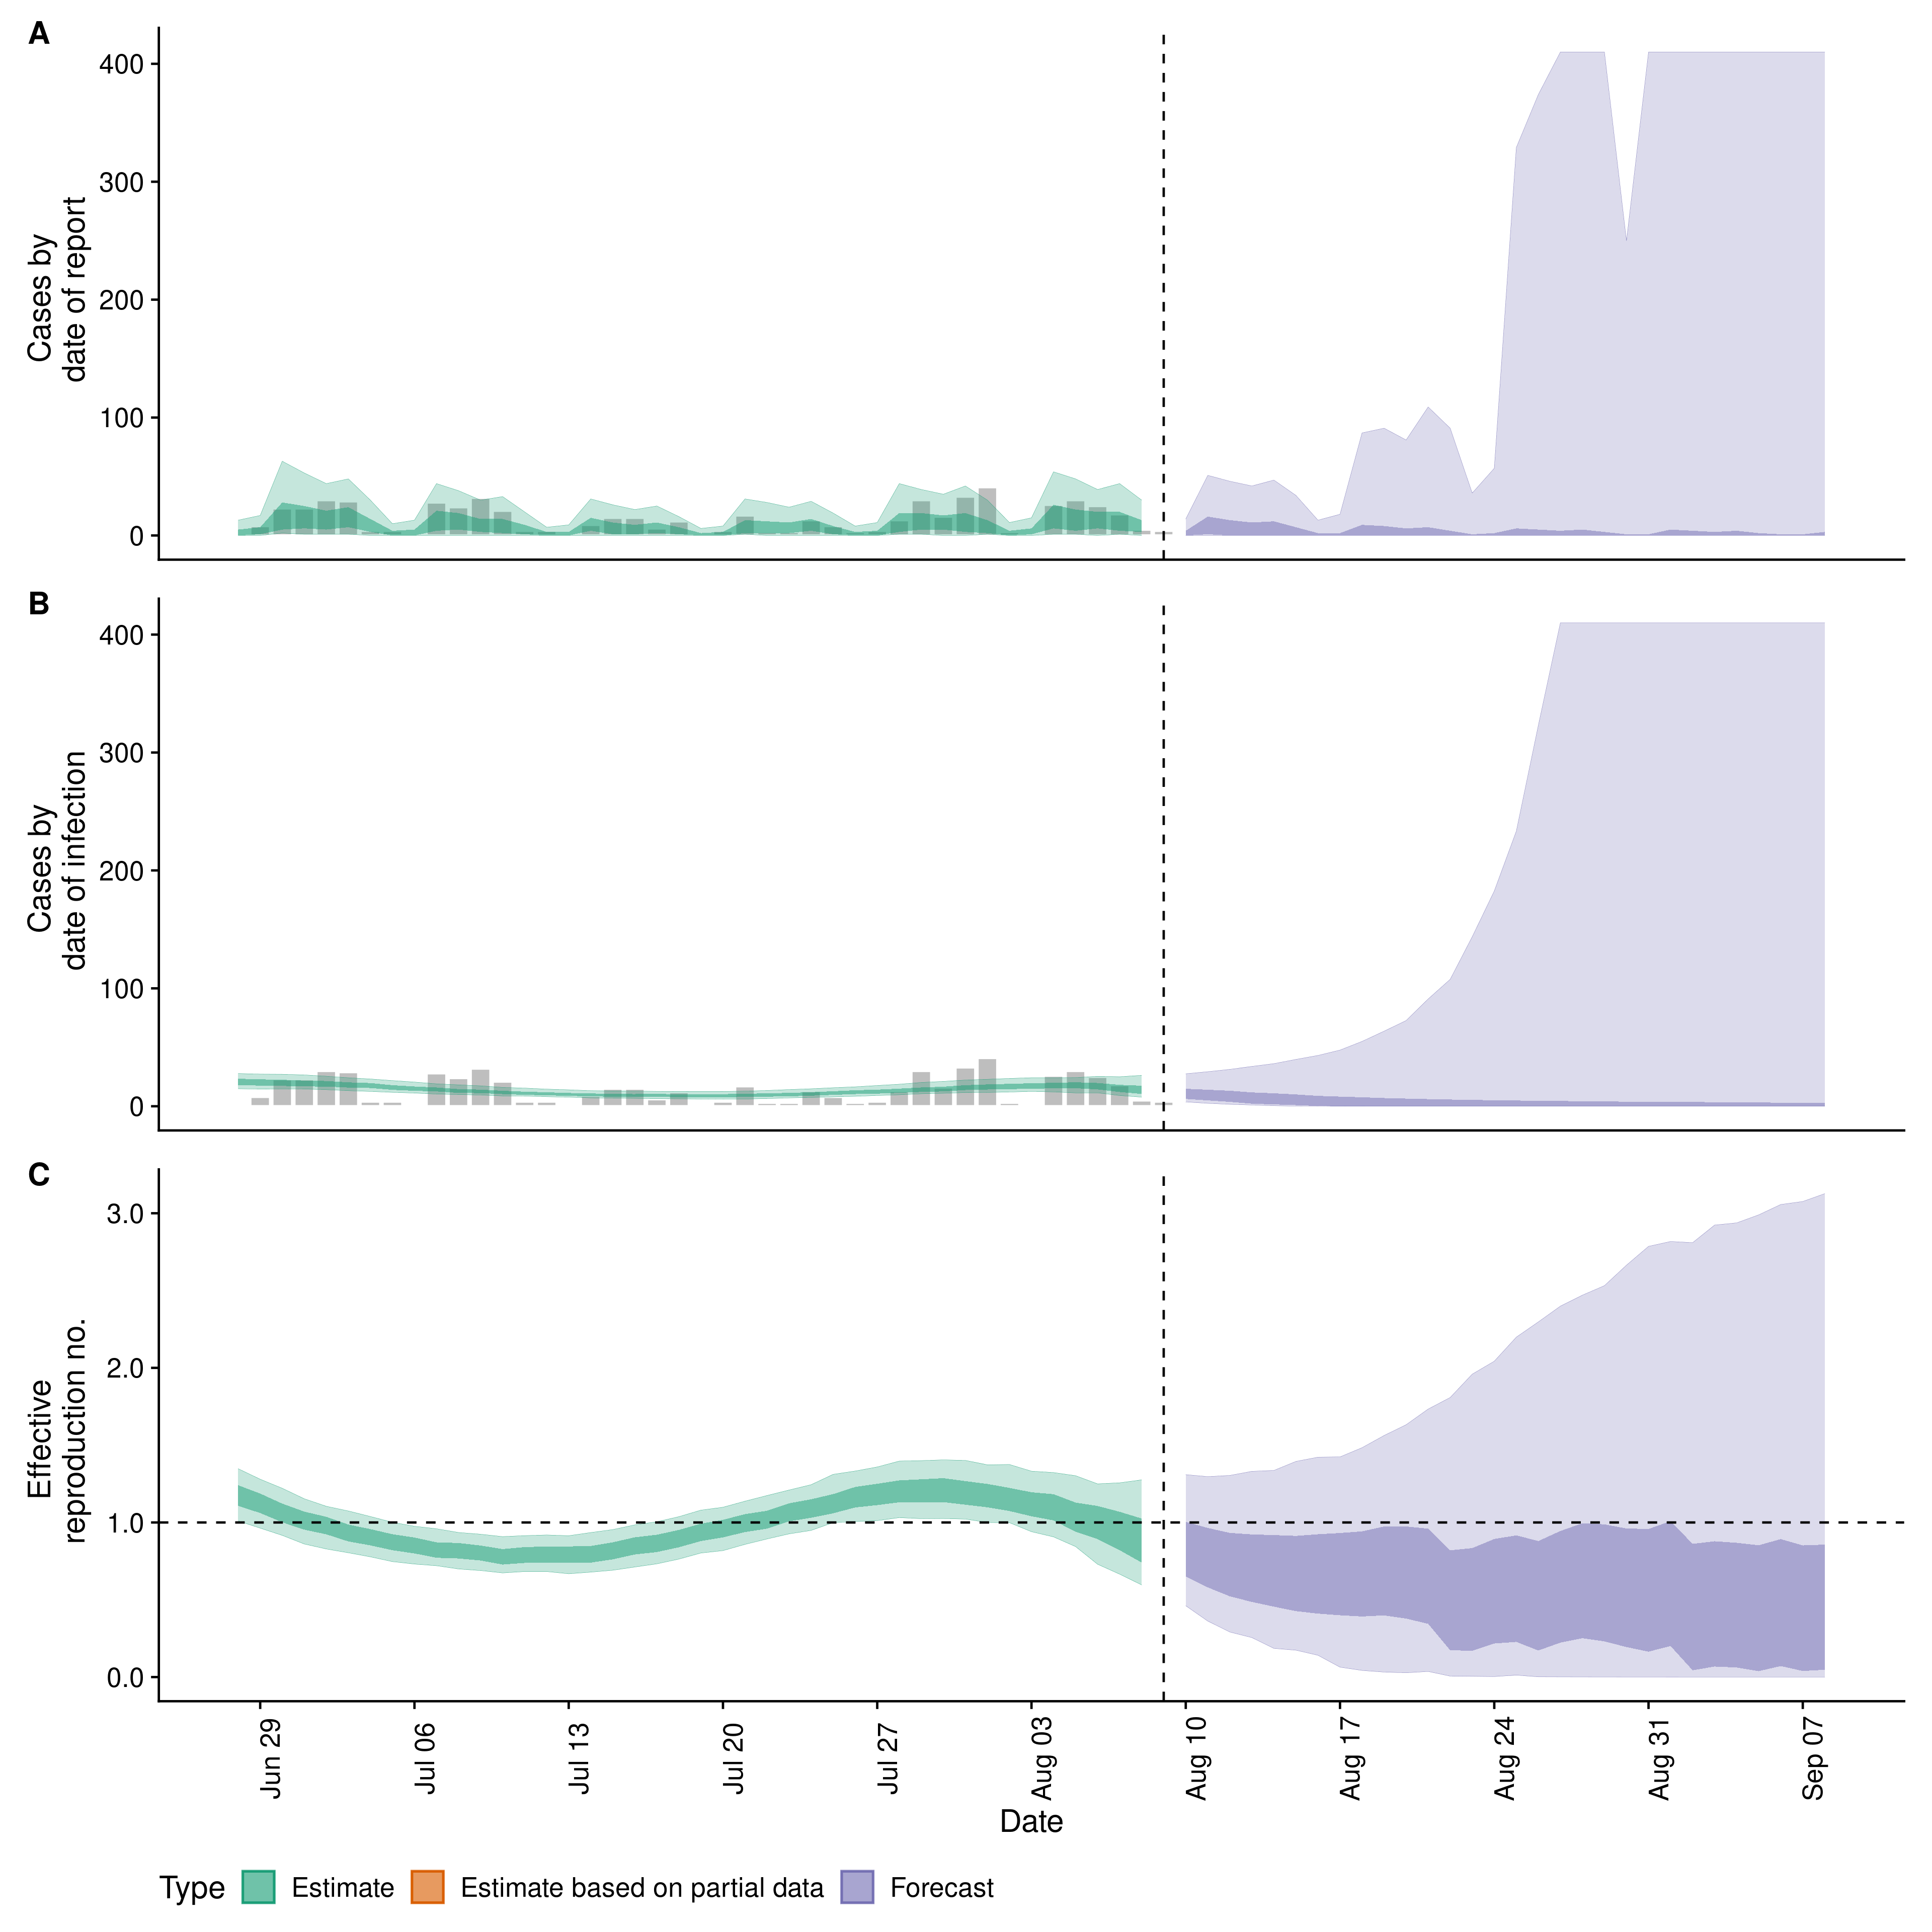 A
Cases by
date of report
400
300
200
100
0
B
Cases by
date of infection
400
300
200
100
0
C
Effective
reproduction no.
3.0
2.0
1.0
0.0
Jun 29
Jul 06
Jul 13
Jul 20
Jul 27
Aug 03
Aug 10
Aug 17
Aug 24
Aug 31
Sep 07
Date
Type Estimate Estimate based on partial data Forecast